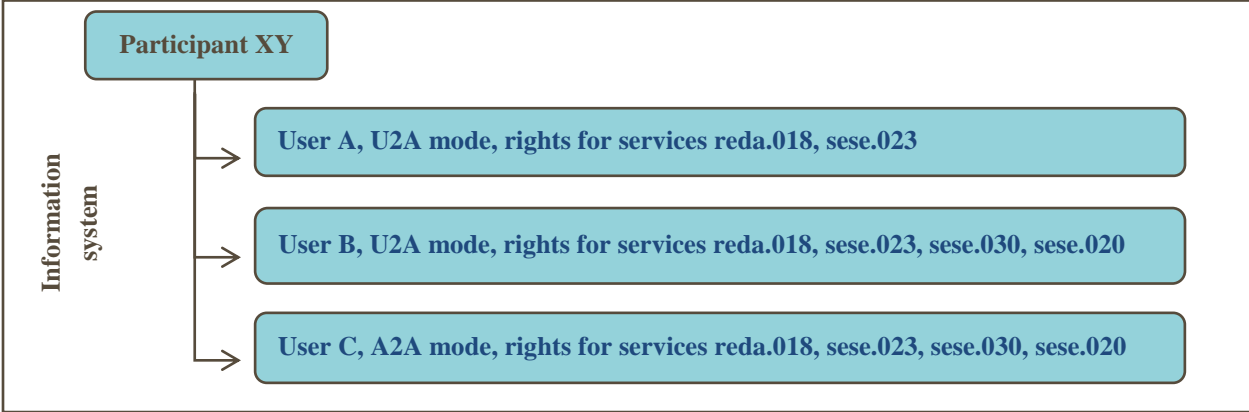 Participant XY
User A, U2A mode, rights for services reda.018, sese.023
Information
system
User B, U2A mode, rights for services reda.018, sese.023, sese.030, sese.020
User C, A2A mode, rights for services reda.018, sese.023, sese.030, sese.020